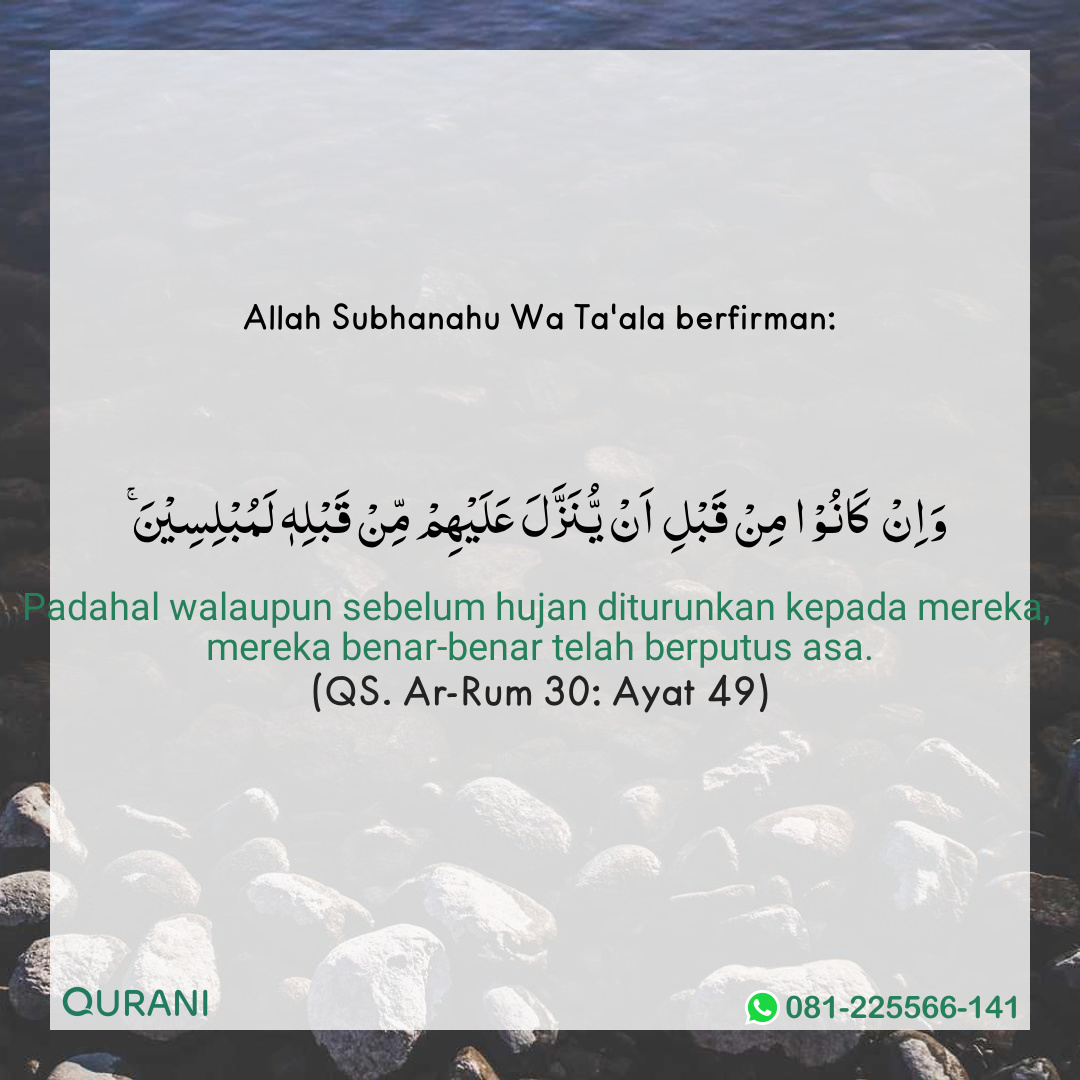 Allah Subhanahu Wa Ta'ala berfirman:
وَاِنْ كَانُوْا مِنْ قَبْلِ اَنْ يُّنَزَّلَ عَلَيْهِمْ مِّنْ قَبْلِهٖ لَمُبْلِسِيْنَۚ
Padahal walaupun sebelum hujan diturunkan kepada mereka,
mereka benar-benar telah berputus asa.
(QS. Ar-Rum 30: Ayat 49)
QURANI
081-225566-141